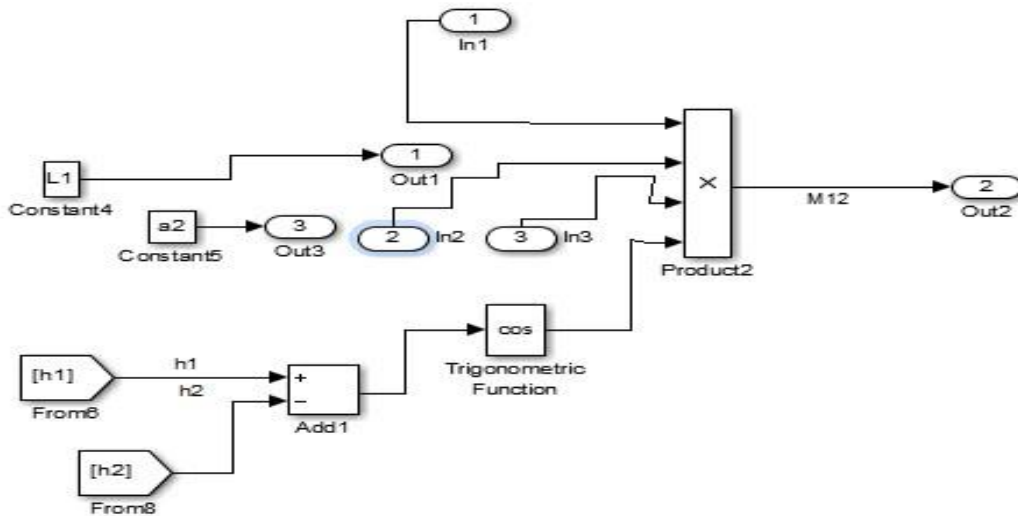 1
In1
1
Out1
L1
Constant4
a2
Constant5
3
Out3
2
In2
3
In3
X
Product2
M12
2
Out2
cos
Trigonometric
Function
[h1]
From6
h1
h2
+
−
Add1
[h2]
From8